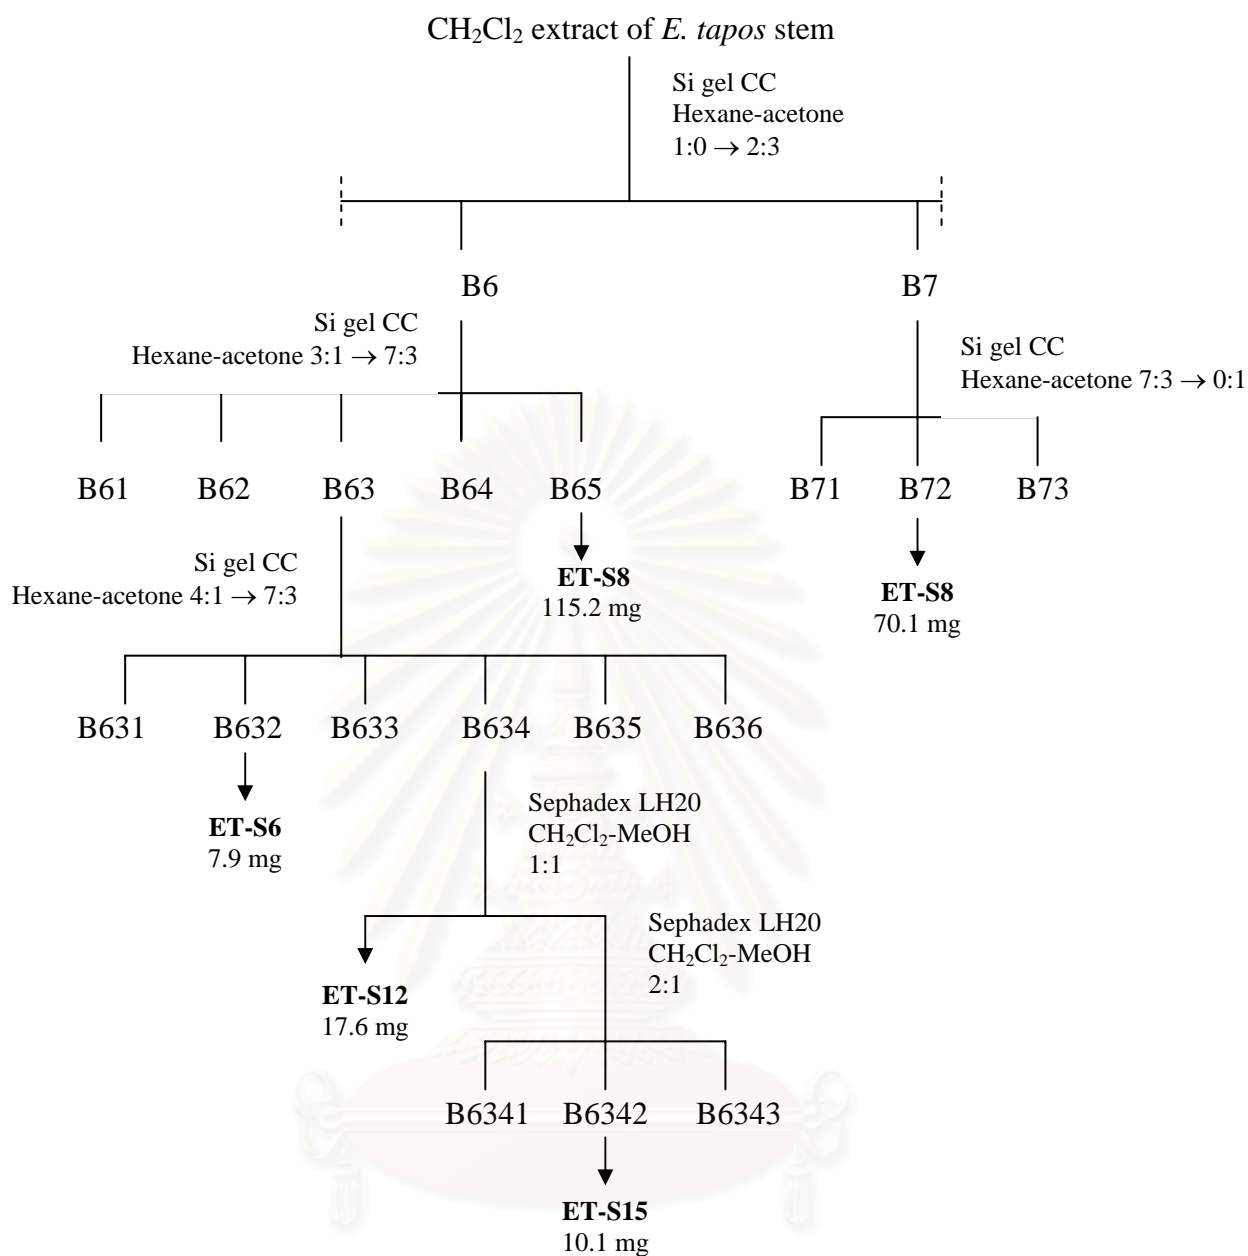 CH₂Cl₂ extract of E. tapos stem
Si gel CC
Hexane-acetone
1:0 → 2:3
B6
B7
Si gel CC
Hexane-acetone 3:1 → 7:3
Si gel CC
Hexane-acetone 7:3 → 0:1
B61
B62
B63
B64
B65
B71
B72
B73
Si gel CC
Hexane-acetone 4:1 → 7:3
ET-S8
115.2 mg
ET-S8
70.1 mg
B631
B632
B633
B634
B635
B636
ET-S6
7.9 mg
Sephadex LH20
CH₂Cl₂-MeOH
1:1
Sephadex LH20
CH₂Cl₂-MeOH
2:1
ET-S12
17.6 mg
B6341
B6342
B6343
ET-S15
10.1 mg